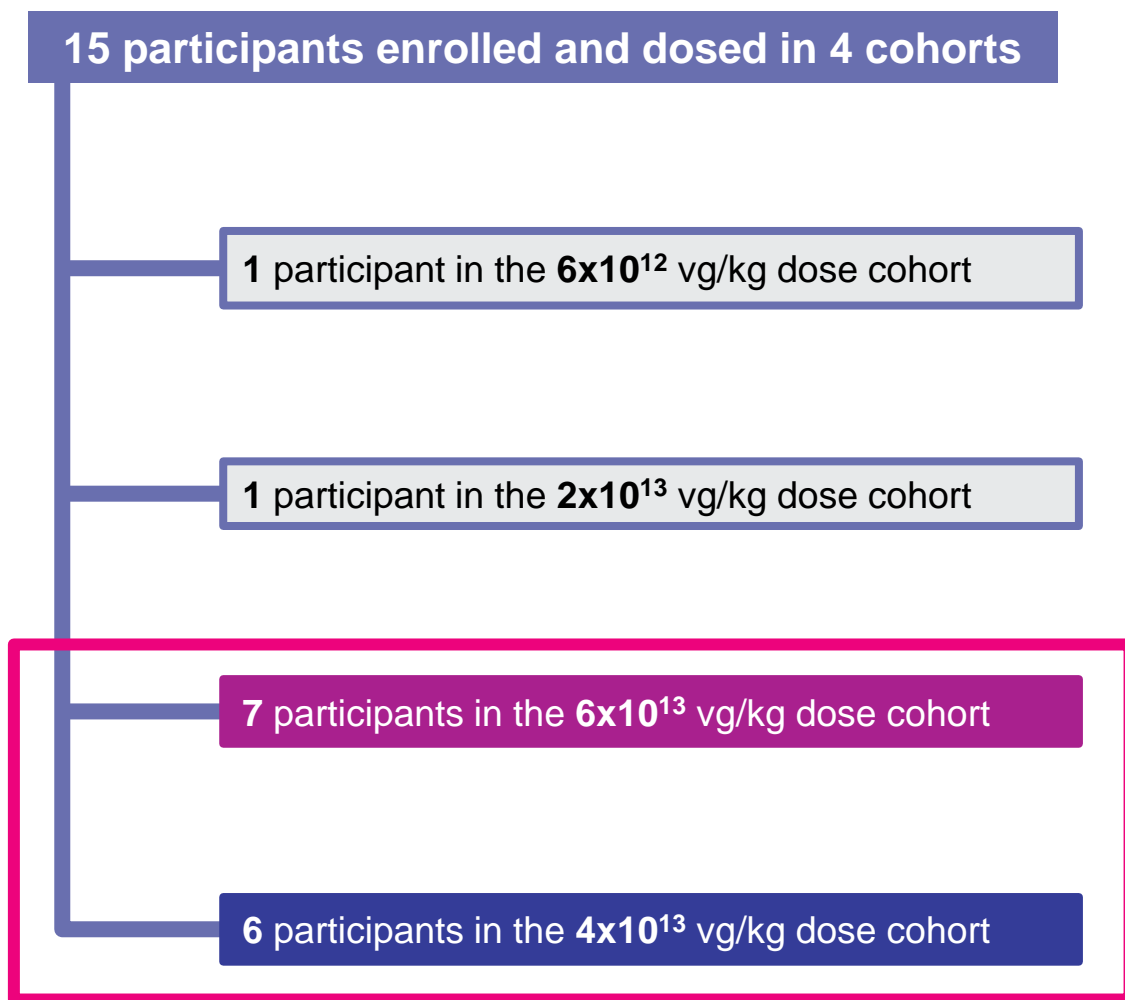 15 participants enrolled and dosed in 4 cohorts
1 participant in the 6x10¹² vg/kg dose cohort
1 participant in the 2x10¹³ vg/kg dose cohort
7 participants in the 6x10¹³ vg/kg dose cohort
6 participants in the 4x10¹³ vg/kg dose cohort